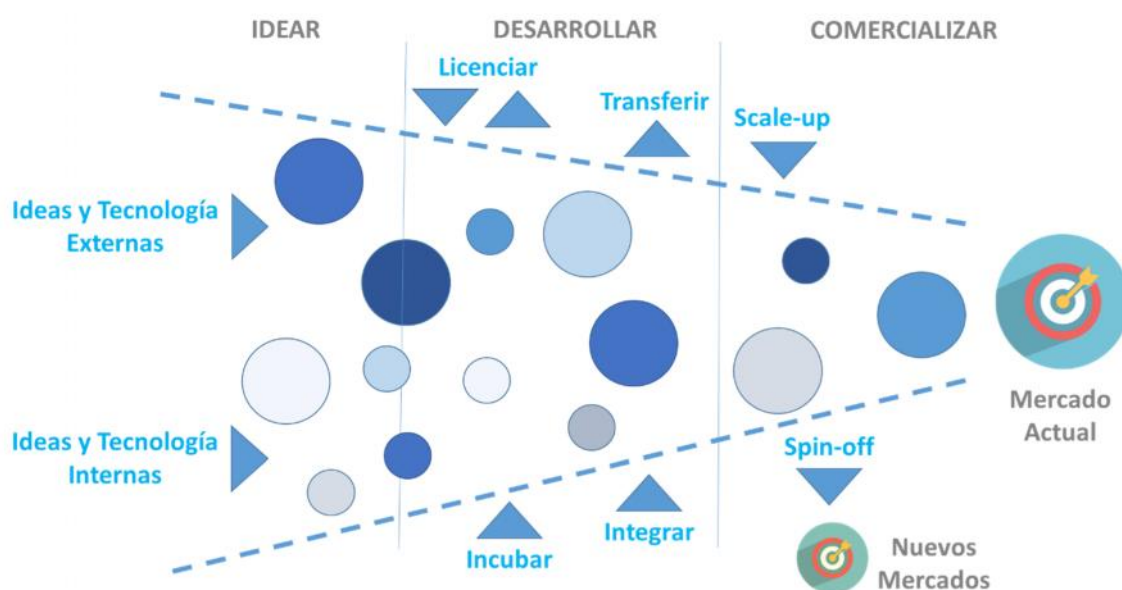 IDEAR
DESARROLLAR
COMERCIALIZAR
Licenciar
Transferir
Scale-up
Ideas y Tecnología
Externas
Ideas y Tecnología
Internas
Mercado
Actual
Spin-off
Integrar
Incubar
Nuevos
Mercados